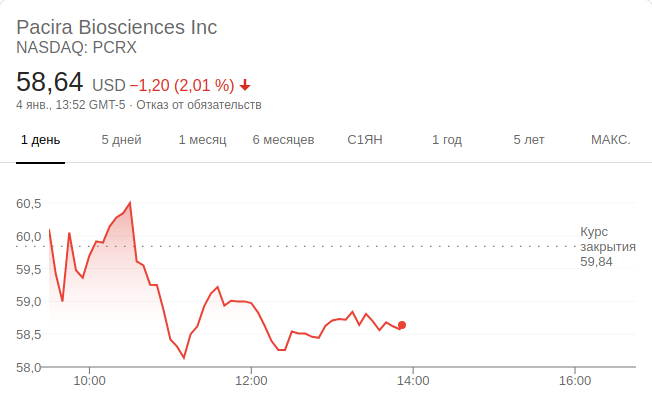 Pacira Biosciences Inc
NASDAQ: PCRX
58,64 USD −1,20 (2,01 %)
4 янв., 13:52 GMT-5 · Отказ от обязательств
1 день 5 дней 1 месяц 6 месяцев С1ЯН 1 год 5 лет МАКС.
60,5
60,0
59,5
59,0
58,5
58,0
Курс
закрытия
59,84
10:00 12:00 14:00 16:00